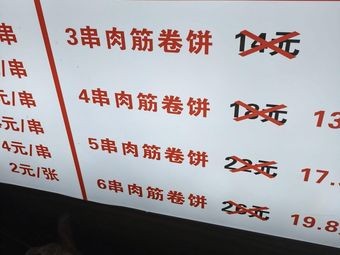 串
/串
元/串
元/串
4元/串
2元/张
3串肉筋卷饼 14元
4串肉筋卷饼 18元 13
5串肉筋卷饼 22元 17.
6串肉筋卷饼 26元 19.8